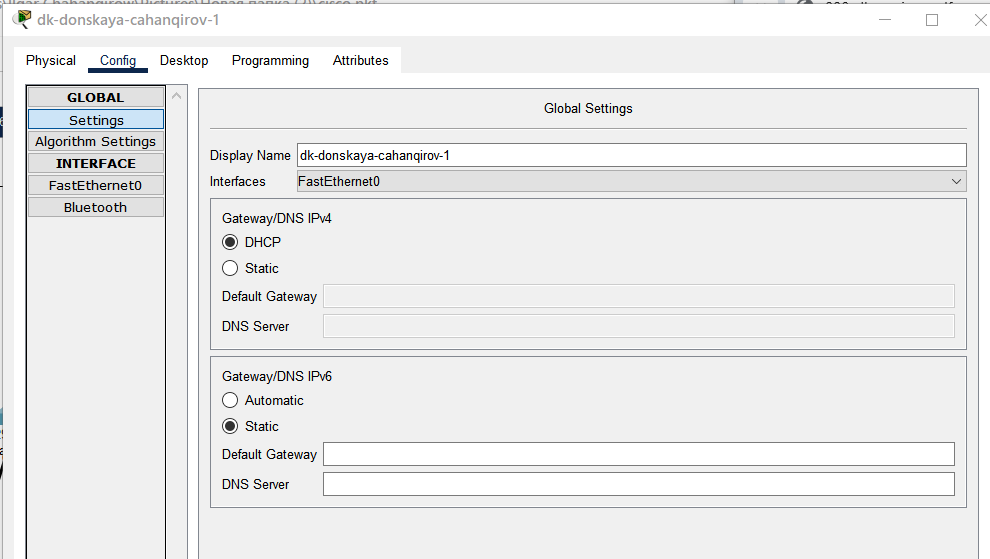 dk-donskaya-cahanqirov-1
Physical Config Desktop Programming Attributes
GLOBAL
Settings
Algorithm Settings
INTERFACE
FastEthernet0
Bluetooth
Global Settings
Display Name dk-donskaya-cahanqirov-1
Interfaces FastEthernet0
Gateway/DNS IPv4
DHCP
Static
Default Gateway
DNS Server
Gateway/DNS IPv6
Automatic
Static
Default Gateway
DNS Server